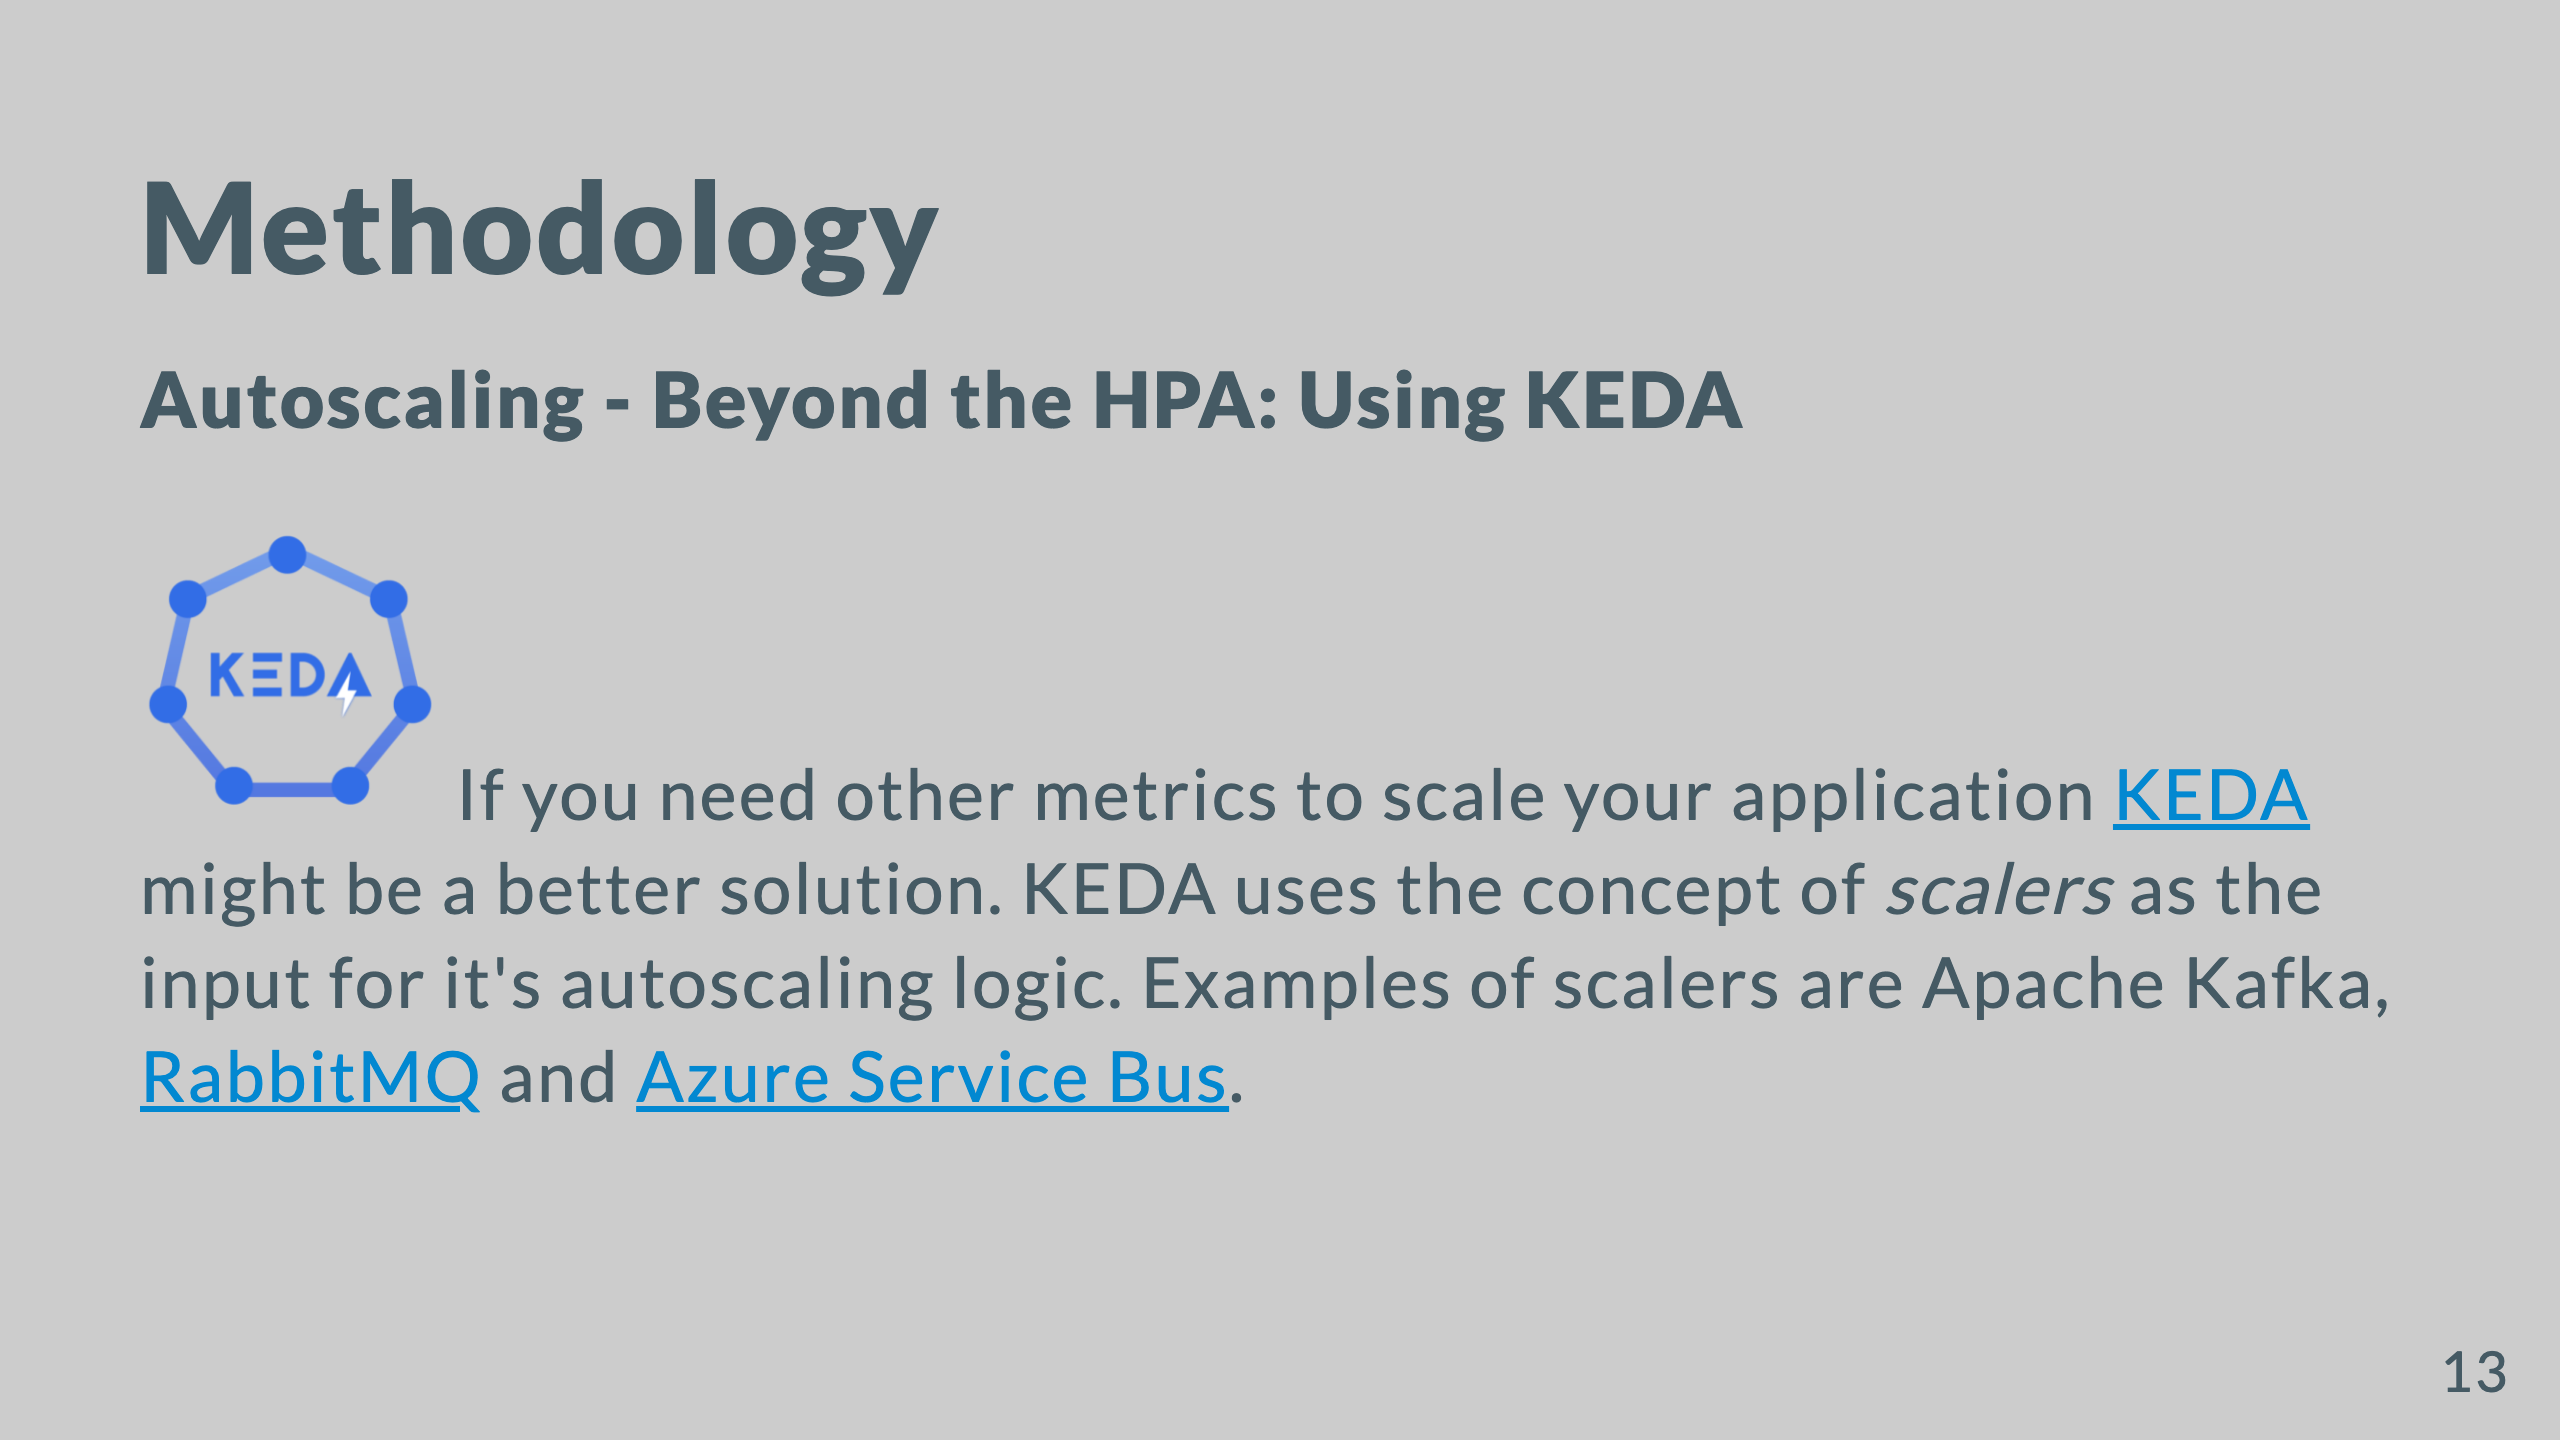 Methodology
Autoscaling - Beyond the HPA: Using KEDA
KEDA
If you need other metrics to scale your application KEDA
might be a better solution. KEDA uses the concept of scalers as the
input for it's autoscaling logic. Examples of scalers are Apache Kafka,
RabbitMQ and Azure Service Bus.
13